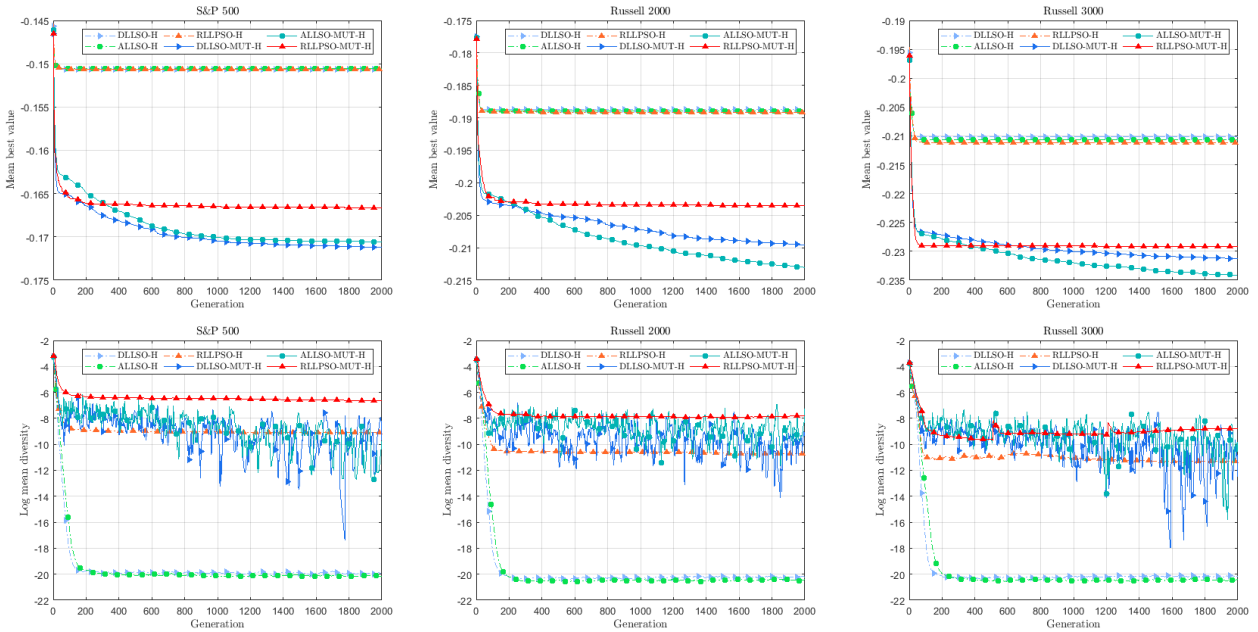 S&P 500
-0.145
-0.15
-0.155
-0.16
-0.165
-0.17
-0.175
Mean best value
DLLSO-H RLLPSO-H ALLSO-MUT-H
ALLSO-H DLLSO-MUT-H RLLPSO-MUT-H
0 200 400 600 800 1000 1200 1400 1600 1800 2000
Generation
Russell 2000
-0.175
-0.18
-0.185
-0.19
-0.195
-0.2
-0.205
-0.21
-0.215
Mean best value
DLLSO-H RLLPSO-H ALLSO-MUT-H
ALLSO-H DLLSO-MUT-H RLLPSO-MUT-H
0 200 400 600 800 1000 1200 1400 1600 1800 2000
Generation
Russell 3000
-0.19
-0.195
-0.2
-0.205
-0.21
-0.215
-0.22
-0.225
-0.23
-0.235
Mean best value
DLLSO-H RLLPSO-H ALLSO-MUT-H
ALLSO-H DLLSO-MUT-H RLLPSO-MUT-H
0 200 400 600 800 1000 1200 1400 1600 1800 2000
Generation
S&P 500
-2
-4
-6
-8
-10
-12
-14
-16
-18
-20
-22
Log mean diversity
DLLSO-H RLLPSO-H ALLSO-MUT-H
ALLSO-H DLLSO-MUT-H RLLPSO-MUT-H
0 200 400 600 800 1000 1200 1400 1600 1800 2000
Generation
Russell 2000
-2
-4
-6
-8
-10
-12
-14
-16
-18
-20
-22
Log mean diversity
DLLSO-H RLLPSO-H ALLSO-MUT-H
ALLSO-H DLLSO-MUT-H RLLPSO-MUT-H
0 200 400 600 800 1000 1200 1400 1600 1800 2000
Generation
Russell 3000
-2
-4
-6
-8
-10
-12
-14
-16
-18
-20
-22
Log mean diversity
DLLSO-H RLLPSO-H ALLSO-MUT-H
ALLSO-H DLLSO-MUT-H RLLPSO-MUT-H
0 200 400 600 800 1000 1200 1400 1600 1800 2000
Generation